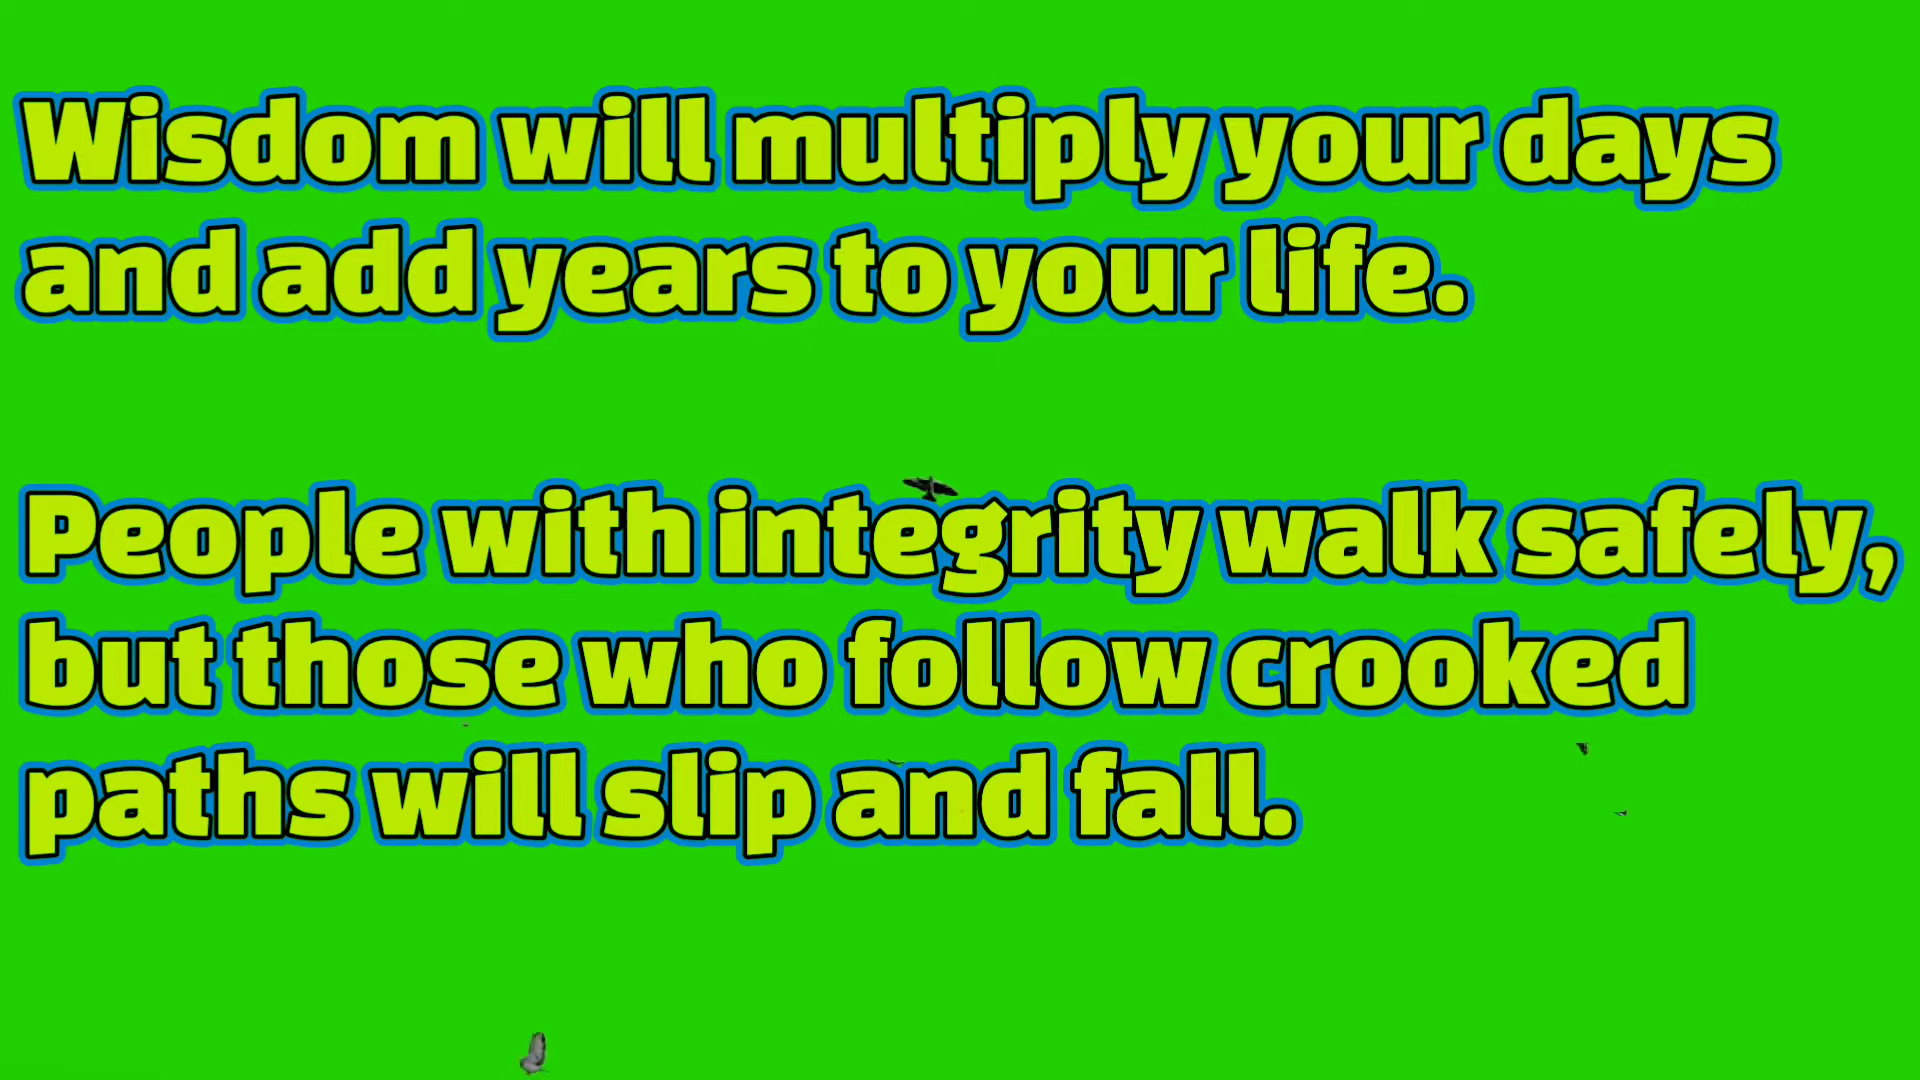 Wisdom will multiply your days
and add years to your life.
People with integrity walk safely,
but those who follow crooked
paths will slip and fall.